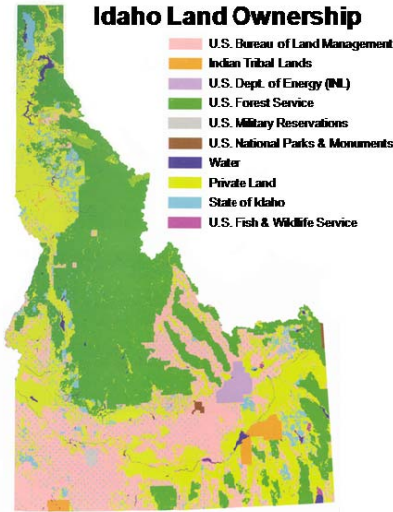 Idaho Land Ownership
U.S. Bureau of Land Management
Indian Tribal Lands
U.S. Dept. of Energy (INL)
U.S. Forest Service
U.S. Military Reservations
U.S. National Parks & Monuments
Water
Private Land
State of Idaho
U.S. Fish & Wildlife Service